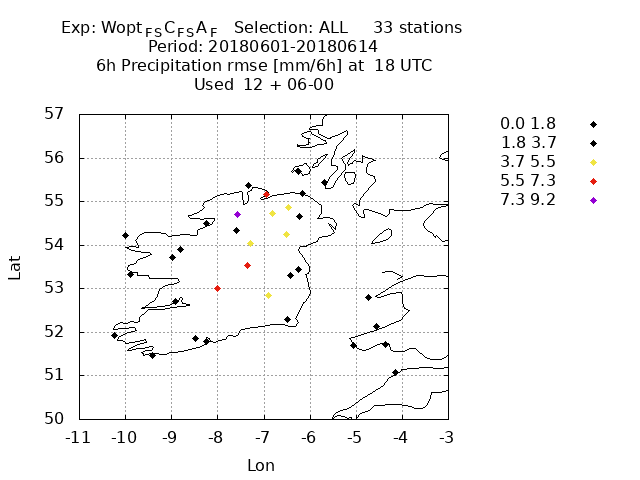 Exp: Wopt FS C FS A F Selection: ALL 33 stations
Period: 20180601-20180614
6h Precipitation rmse [mm/6h] at 18 UTC
Used 12 + 06-00
57
56
55
54
53
52
51
50
Lat
-11 -10 -9 -8 -7 -6 -5 -4 -3
Lon
0.0 1.8
1.8 3.7
3.7 5.5
5.5 7.3
7.3 9.2